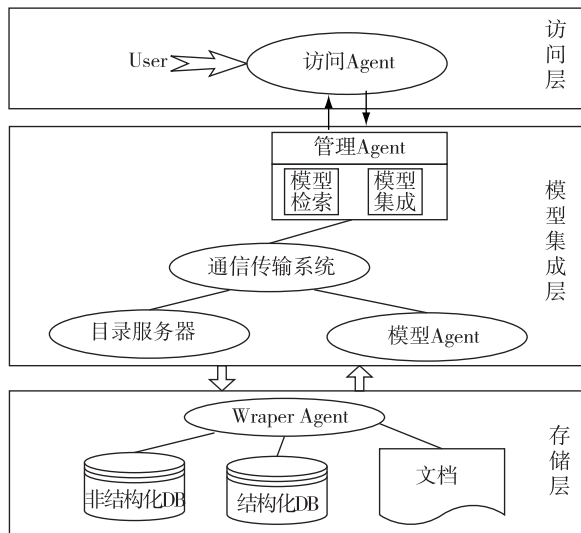 User
访问Agent
访问层
管理Agent
模型
检索
模型
集成
通信传输系统
目录服务器
模型Agent
模型集成层
Wraper Agent
非结构化DB
结构化DB
文档
存储层